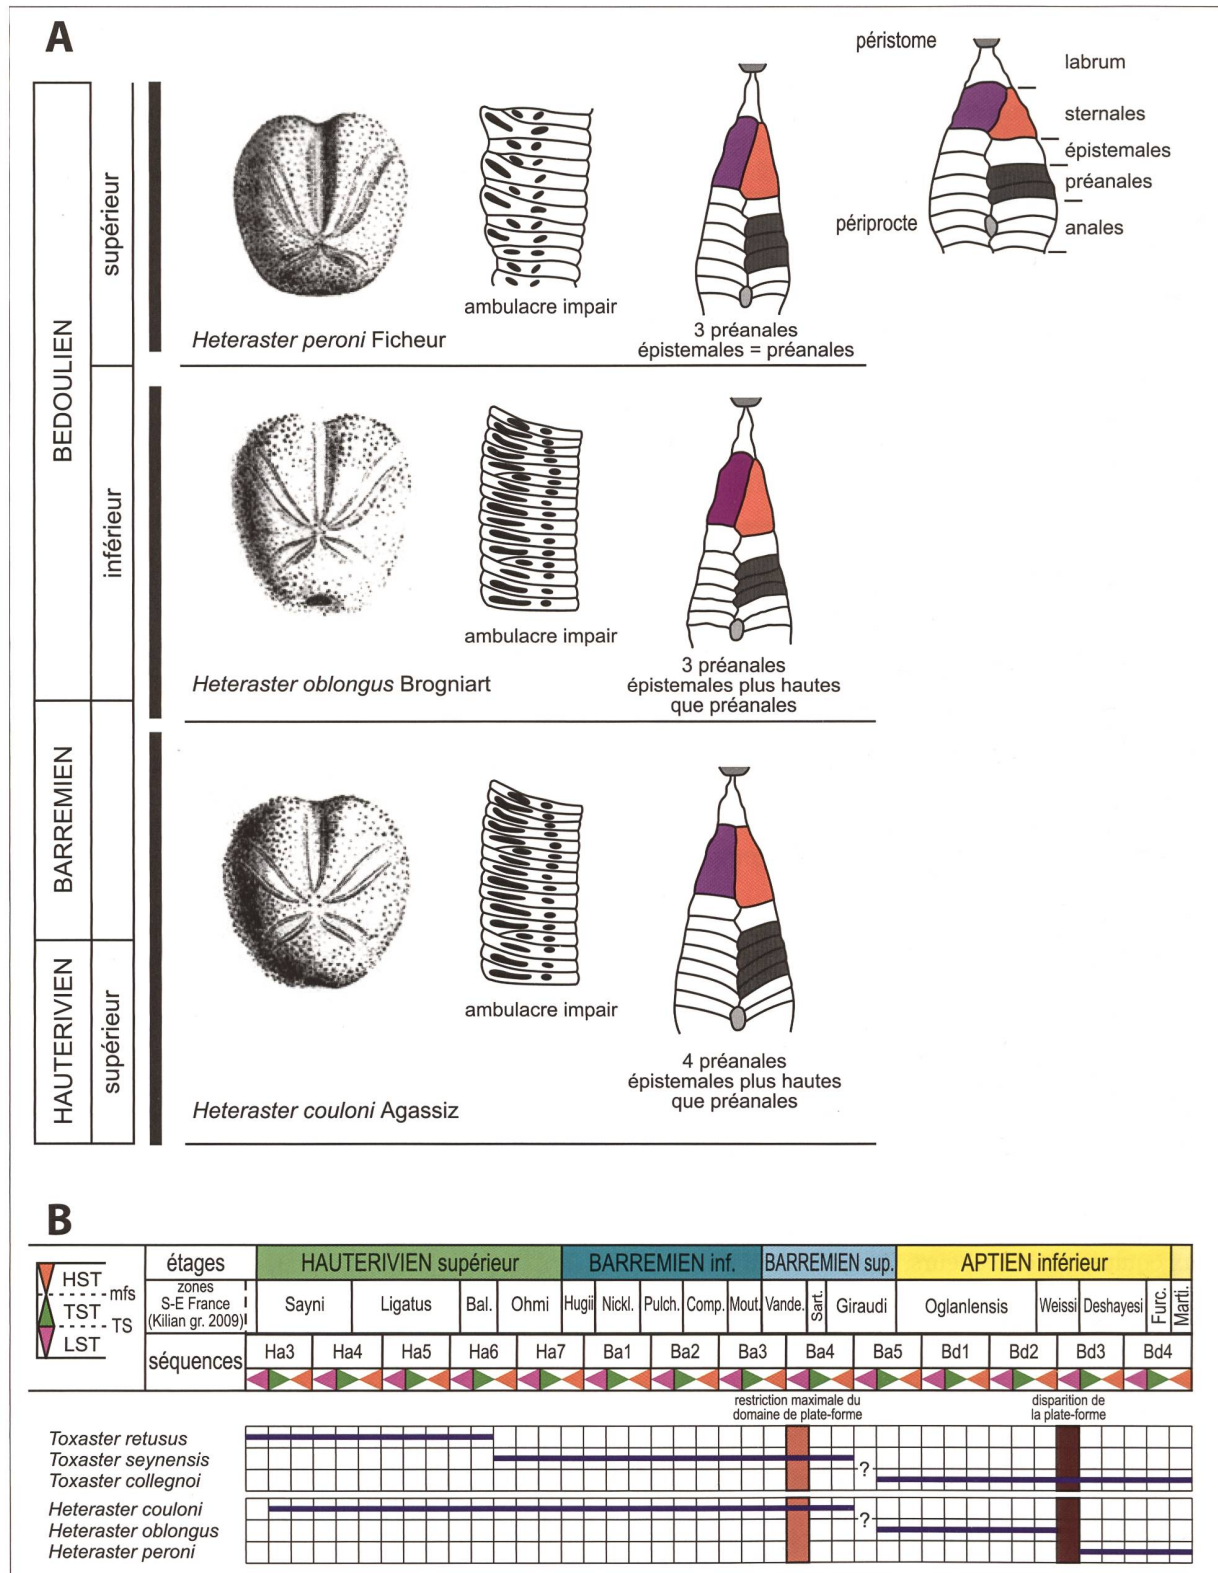 A
péristome
labrum
sternales
épistemales
préanales
périprocte
anales
BEDOULIEN
supérieur
ambulacre impair
Heteraster peroni Ficheur
3 préanales
épistemales = préanales
inférieur
ambulacre impair
Heteraster oblongus Brogniart
3 préanales
épistemales plus hautes
que préanales
BARREMIEN
HAUTERIVIEN
supérieur
ambulacre impair
Heteraster couloni Agassiz
4 préanales
épistemales plus hautes
que préanales
B
HST
mfs
TST
TS
LST
étages HAUTERIVIEN supérieur BARREMIEN inf. BARREMIEN sup. APTIEN inférieur
zones
S-E France
(Kilian gr. 2009)
Sayni Ligatus Bal. Ohmi Hugii Nickl. Pulch. Comp. Mout. Vande. Sart. Giraudi Oglanlensis Weissi Deshayesi Furc. Marti.
séquences Ha3 Ha4 Ha5 Ha6 Ha7 Ba1 Ba2 Ba3 Ba4 Ba5 Bd1 Bd2 Bd3 Bd4
restriction maximale du
domaine de plate-forme
disparition de
la plate-forme
Toxaster retusus
Toxaster seynensis
?
Toxaster collegnoi
Heteraster couloni
?
Heteraster oblongus
Heteraster peroni